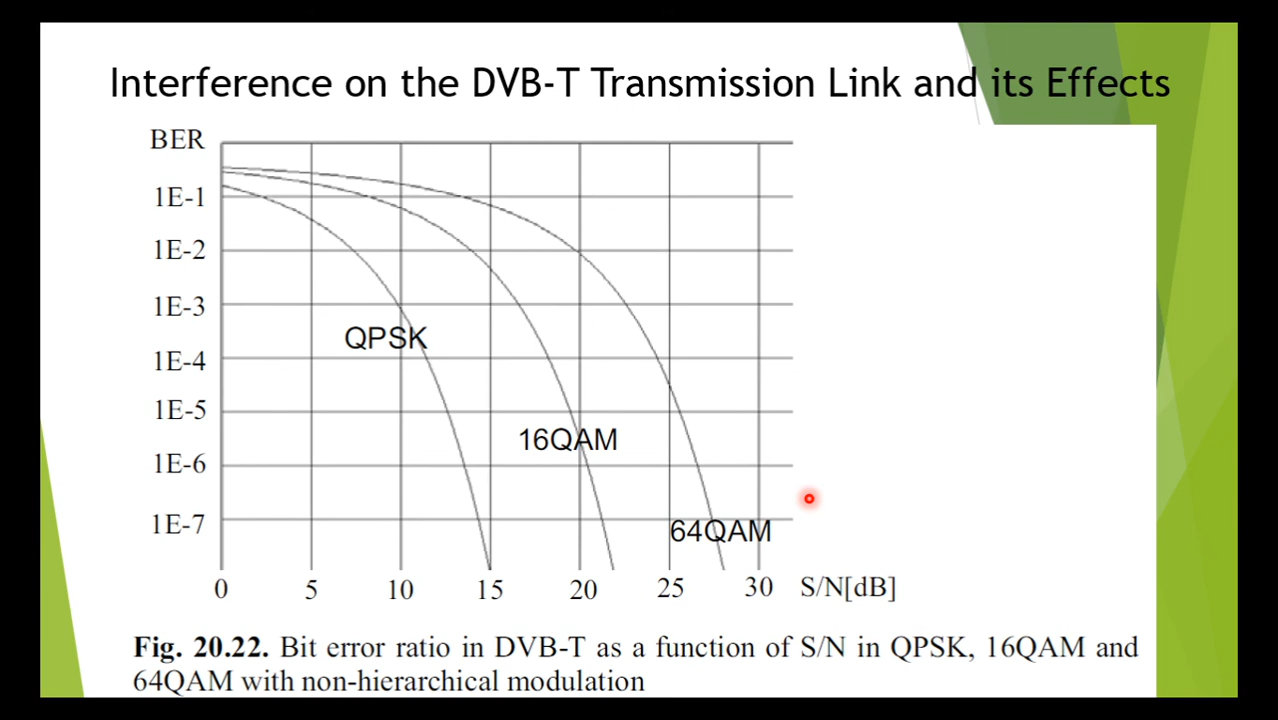 Interference on the DVB-T Transmission Link and its Effects
BER
1E-1
1E-2
1E-3
QPSK
1E-4
1E-5
16QAM
1E-6
1E-7
64QAM
0 5 10 15 20 25 30 S/N[dB]
Fig. 20.22. Bit error ratio in DVB-T as a function of S/N in QPSK, 16QAM and
64QAM with non-hierarchical modulation